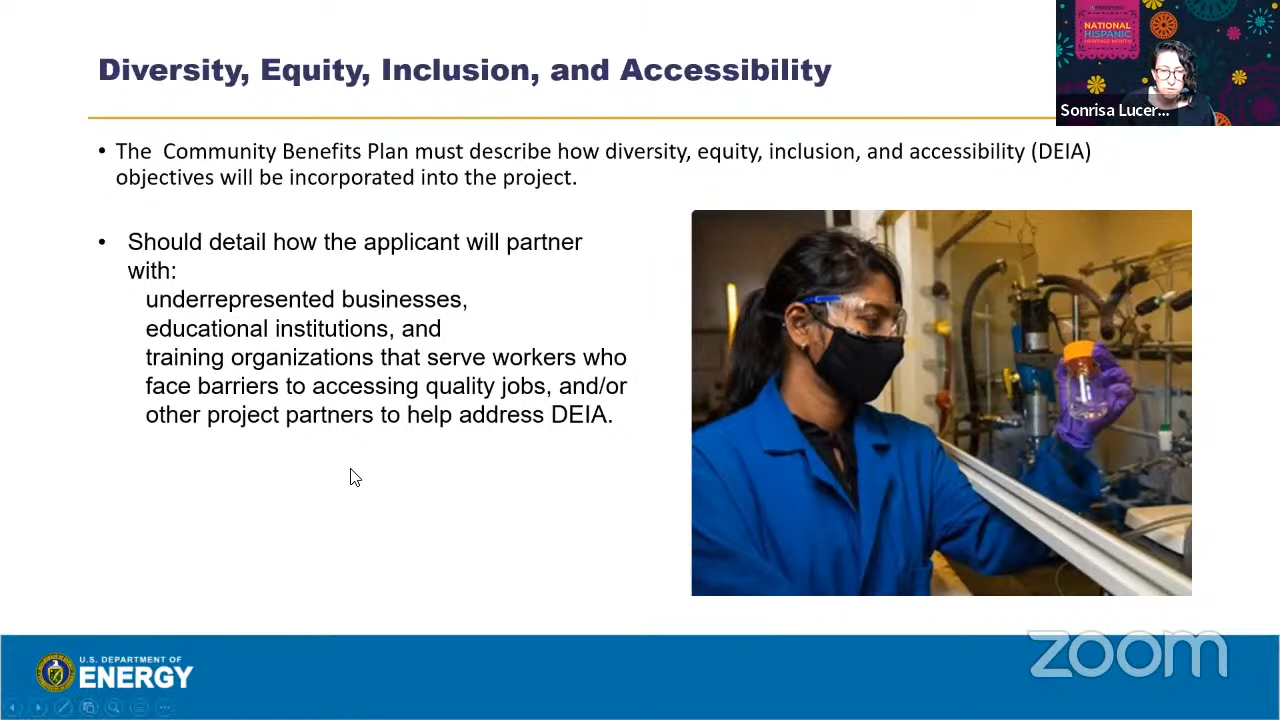 Diversity, Equity, Inclusion, and Accessibility
NATIONAL
HISPANIC
HERITAGE MONTH
Sonrisa Lucer...
• The Community Benefits Plan must describe how diversity, equity, inclusion, and accessibility (DEIA)
objectives will be incorporated into the project.
• Should detail how the applicant will partner
with:
underrepresented businesses,
educational institutions, and
training organizations that serve workers who
face barriers to accessing quality jobs, and/or
other project partners to help address DEIA.
U.S. DEPARTMENT OF
ENERGY
zoom